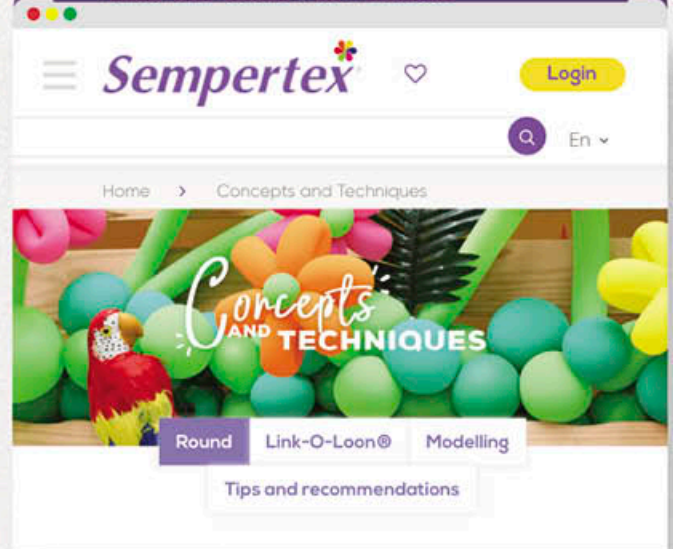 Sempertex
Login
En
Home > Concepts and Techniques
Concepts
AND TECHNIQUES
Round Link-O-Loon® Modelling
Tips and recommendations